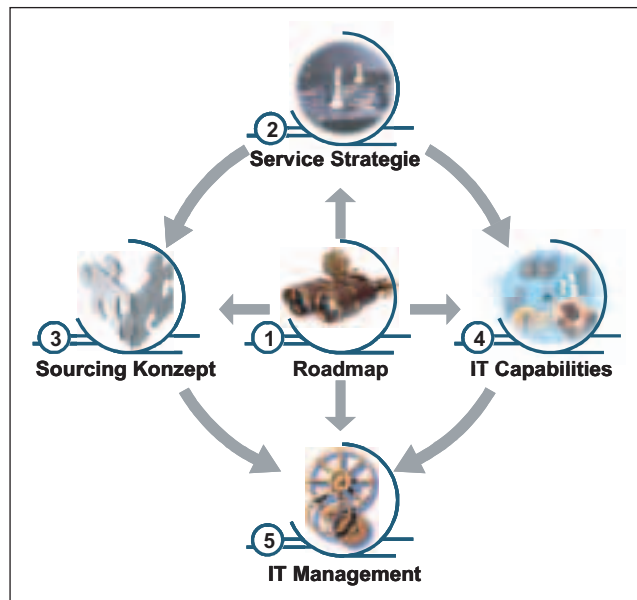 2
Service Strategie
3
Sourcing Konzept
1
Roadmap
4
IT Capabilities
5
IT Management